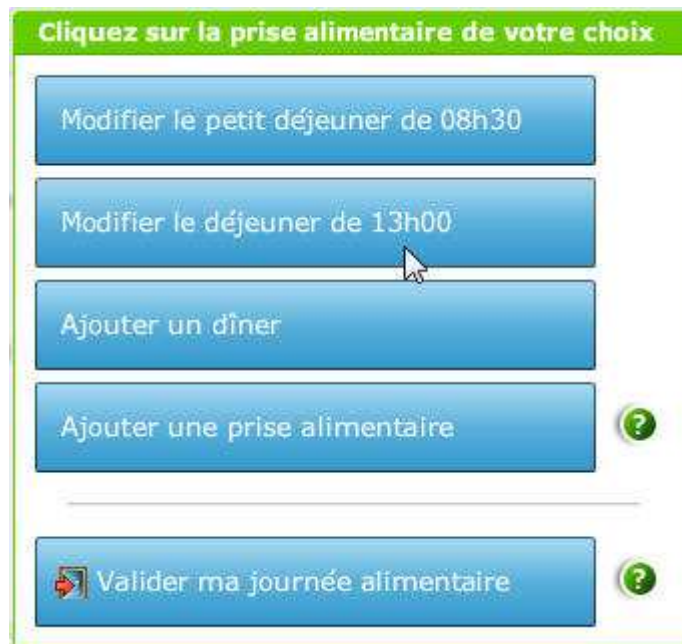 Cliquez sur la prise alimentaire de votre choix
Modifier le petit déjeuner de 08h30
Modifier le déjeuner de 13h00
Ajouter un dîner
Ajouter une prise alimentaire
?
Valider ma journée alimentaire
?